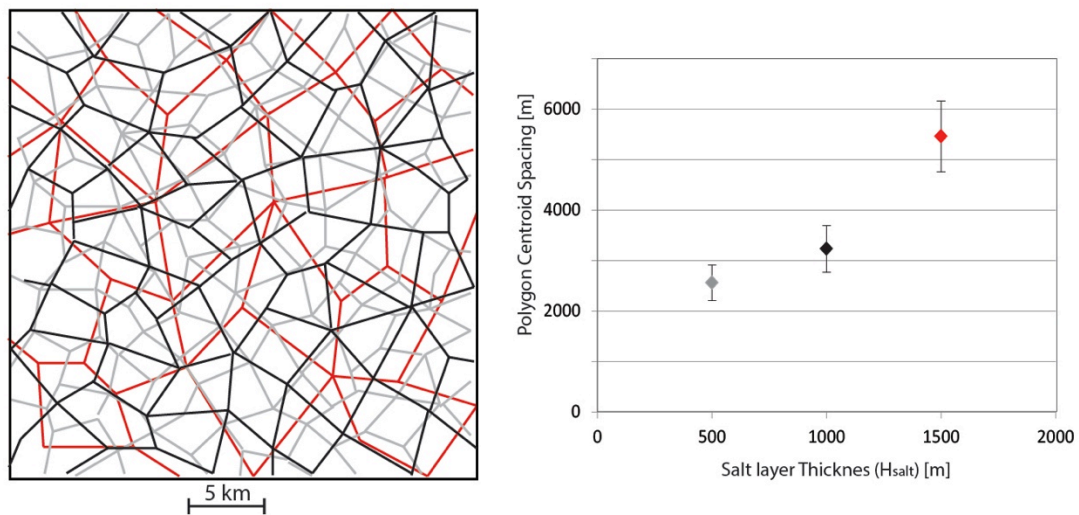 5 km
Polygon Centroid Spacing [m]
6000
4000
2000
0
0 500 1000 1500 2000
Salt layer Thicknes (Hsalt) [m]